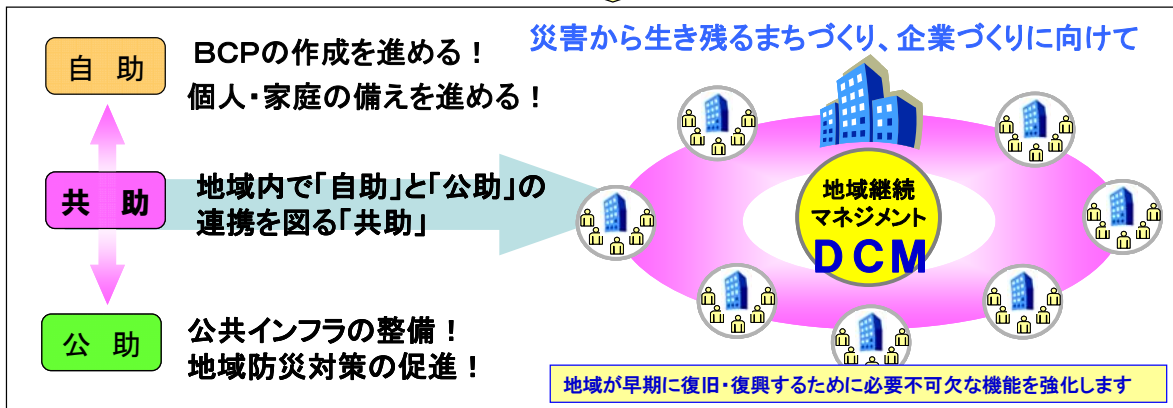 自 助
BCPの作成を進める！
個人・家庭の備えを進める！
共 助
地域内で「自助」と「公助」の
連携を図る「共助」
公 助
公共インフラの整備！
地域防災対策の促進！
災害から生き残るまちづくり、企業づくりに向けて
地域継続
マネジメント
DCM
地域が早期に復旧・復興するために必要不可欠な機能を強化します